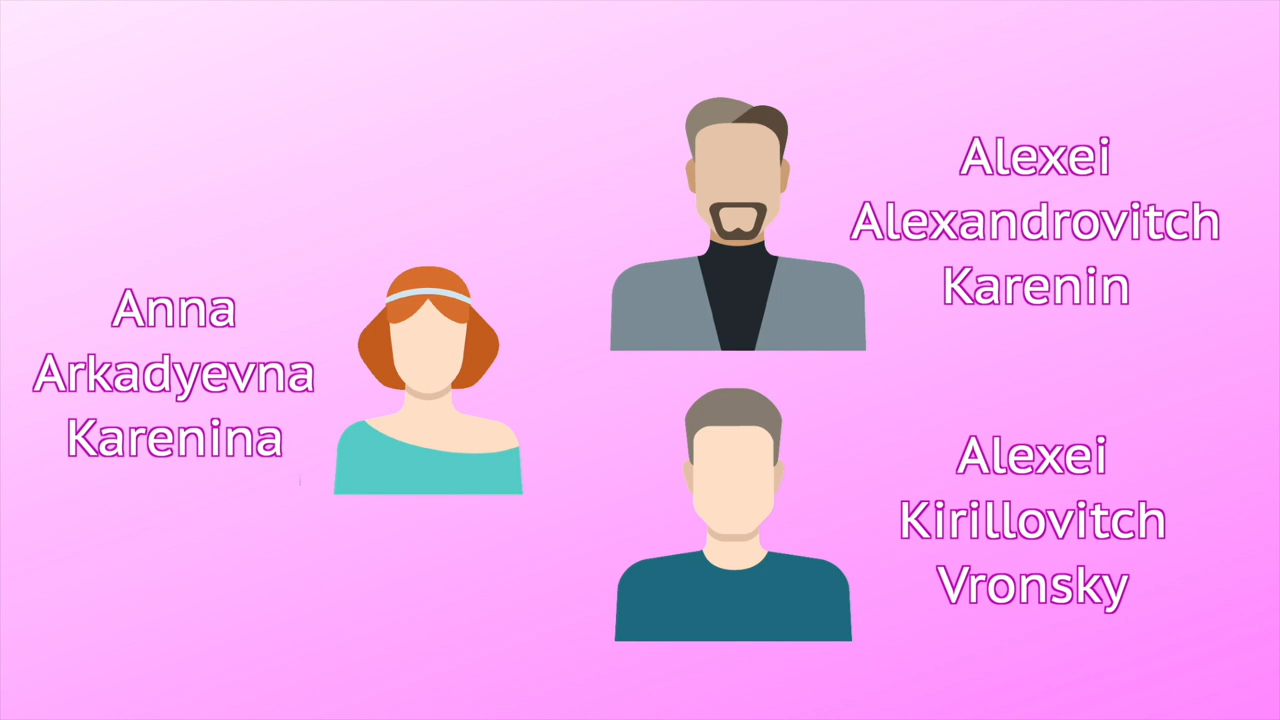 Anna
Arkadyevna
Karenina
Alexei
Alexandrovitch
Karenin
Alexei
Kirillovitch
Vronsky